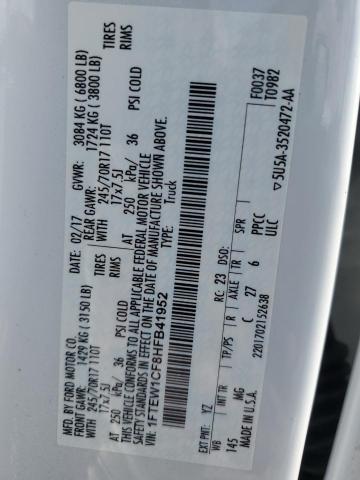 MFD. BY FORD MOTOR CO.
DATE: 02/17 GVWR: 3084 KG ( 6800 LB)
FRONT GAWR: 1429 KG ( 3150 LB) REAR GAWR: 1724 KG ( 3800 LB)
WITH 245/70R17 110T TIRES WITH 245/70R17 110T TIRES
17x7.5J RIMS 17x7.5J RIMS
AT 250 kPa/ 36 PSI COLD AT 250 kPa/ 36 PSI COLD
THIS VEHICLE CONFORMS TO ALL APPLICABLE FEDERAL MOTOR VEHICLE
SAFETY STANDARDS IN EFFECT ON THE DATE OF MANUFACTURE SHOWN ABOVE.
VIN: 1FTEW1CF8HFB41952 TYPE: Truck
F0037
T0982
EXT PNT: YZ RC: 23 DSO:
WB TP/PS R AXLE TR SPR
145 MG C 27 6 PPCC
MADE IN U.S.A. ULC
2201702152638 5U5A-3520472-AA